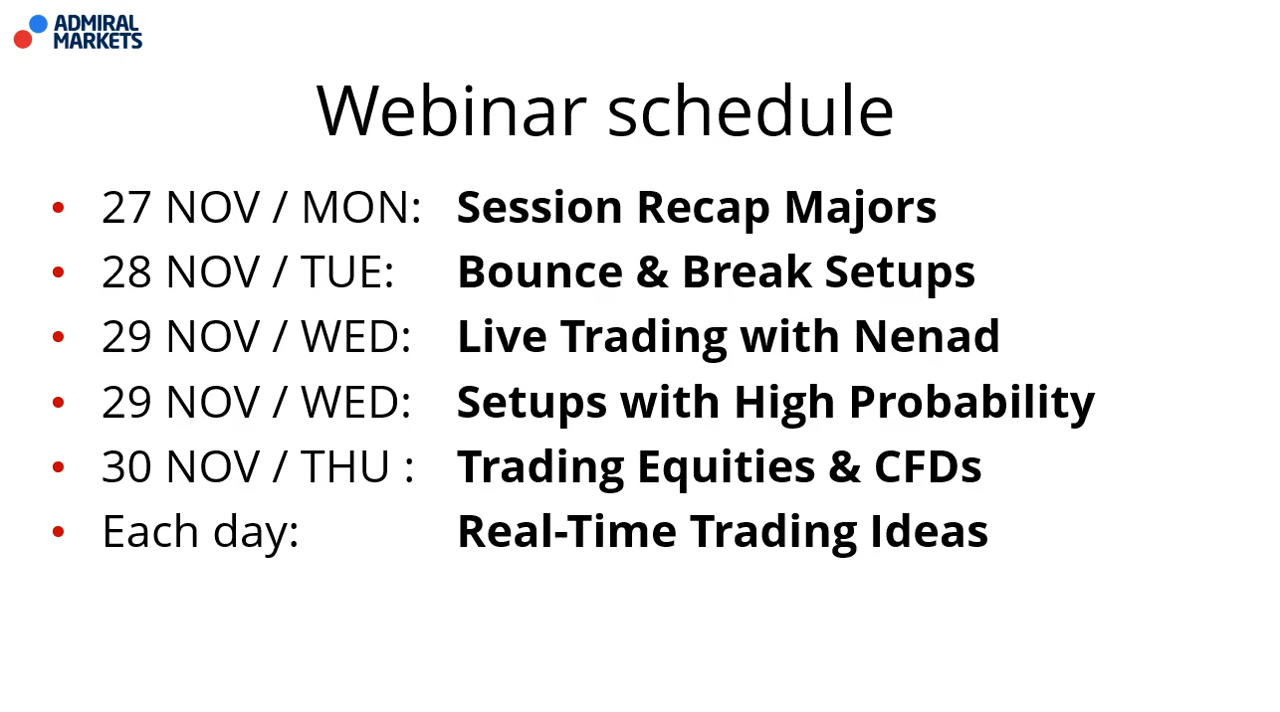 ADMIRAL
MARKETS
Webinar schedule
• 27 NOV / MON: Session Recap Majors
• 28 NOV / TUE: Bounce & Break Setups
• 29 NOV / WED: Live Trading with Nenad
• 29 NOV / WED: Setups with High Probability
• 30 NOV / THU : Trading Equities & CFDs
• Each day: Real-Time Trading Ideas